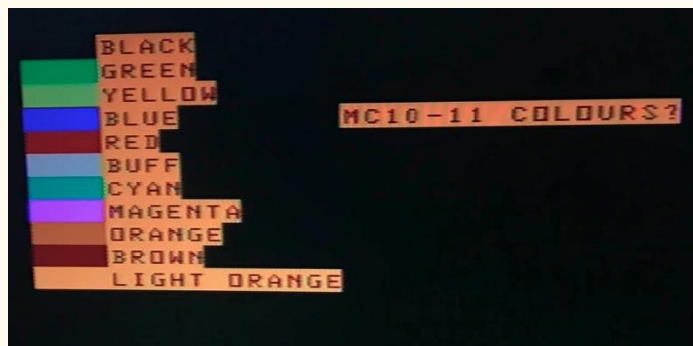 BLACK
GREEN
YELLOW
BLUE
MC10-11 COLOURS?
RED
BUFF
CYAN
MAGENTA
ORANGE
BROWN
LIGHT ORANGE